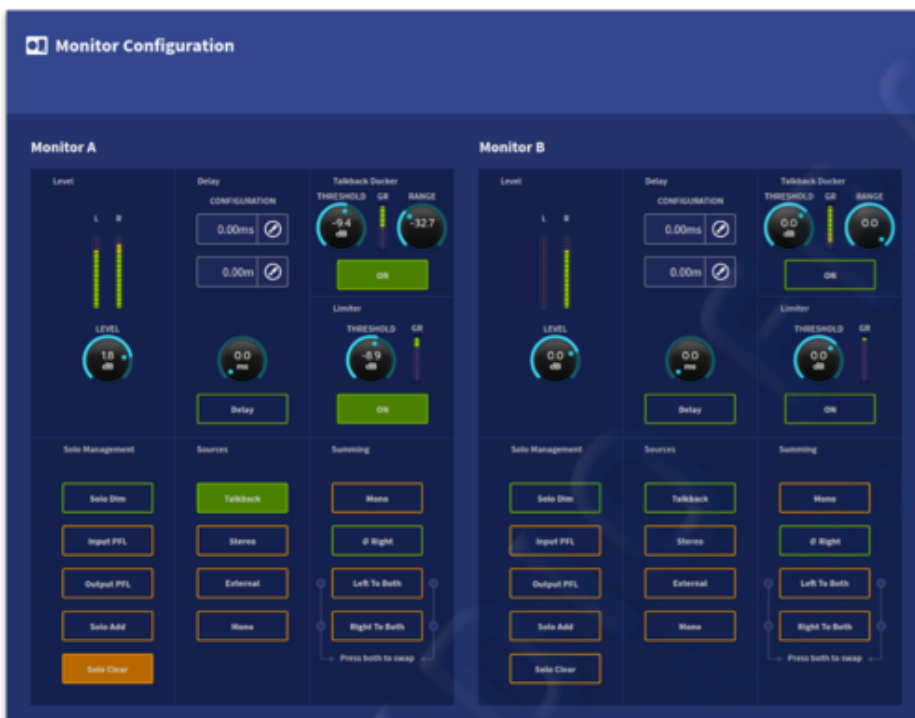 Monitor Configuration
Monitor A
Level
Delay
Talkback Ducker
CONFIGURATION
THRESHOLD GR RANGE
L R
0.00ms
-9.4 dB
-32.7
0.00m
ON
Limiter
LEVEL
THRESHOLD GR
1.8 dB
0.0 ms
-8.9 dB
Delay
ON
Solo Management
Sources
Summing
Solo Dim
Talkback
Mono
Input PFL
Stereo
Ø Right
Output PFL
External
Left To Both
Solo Add
Mono
Right To Both
Solo Clear
Press both to swap
Monitor B
Level
Delay
Talkback Ducker
CONFIGURATION
THRESHOLD GR RANGE
L R
0.00ms
0.0 dB
0.0
0.00m
ON
Limiter
LEVEL
THRESHOLD GR
0.0 dB
0.0 ms
0.0 dB
Delay
ON
Solo Management
Sources
Summing
Solo Dim
Talkback
Mono
Input PFL
Stereo
Ø Right
Output PFL
External
Left To Both
Solo Add
Mono
Right To Both
Solo Clear
Press both to swap